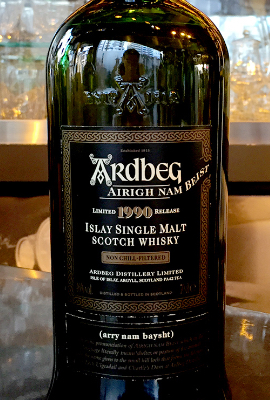 Established 1815
ARDBEG
AIRIGH NAM BEIST
LIMITED 1990 RELEASE
ISLAY SINGLE MALT
SCOTCH WHISKY
NON CHILL-FILTERED
ARDBEG DISTILLERY LIMITED
ISLE OF ISLAY, ARGYLL, SCOTLAND PA42 7EA
DISTILLED & BOTTLED IN SCOTLAND
(arry nam baysht)